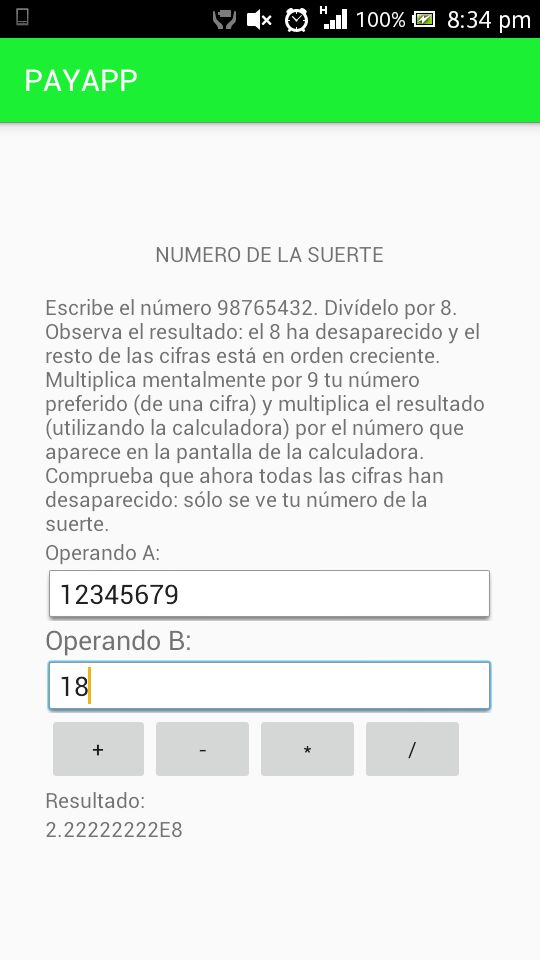 H
100%
8:34 pm
PAYAPP
NUMERO DE LA SUERTE
Escribe el número 98765432. Divídelo por 8.
Observa el resultado: el 8 ha desaparecido y el
resto de las cifras está en orden creciente.
Multiplica mentalmente por 9 tu número
preferido (de una cifra) y multiplica el resultado
(utilizando la calculadora) por el número que
aparece en la pantalla de la calculadora.
Comprueba que ahora todas las cifras han
desaparecido: sólo se ve tu número de la
suerte.
Operando A:
12345679
Operando B:
18
+ - * /
Resultado:
2.22222222E8